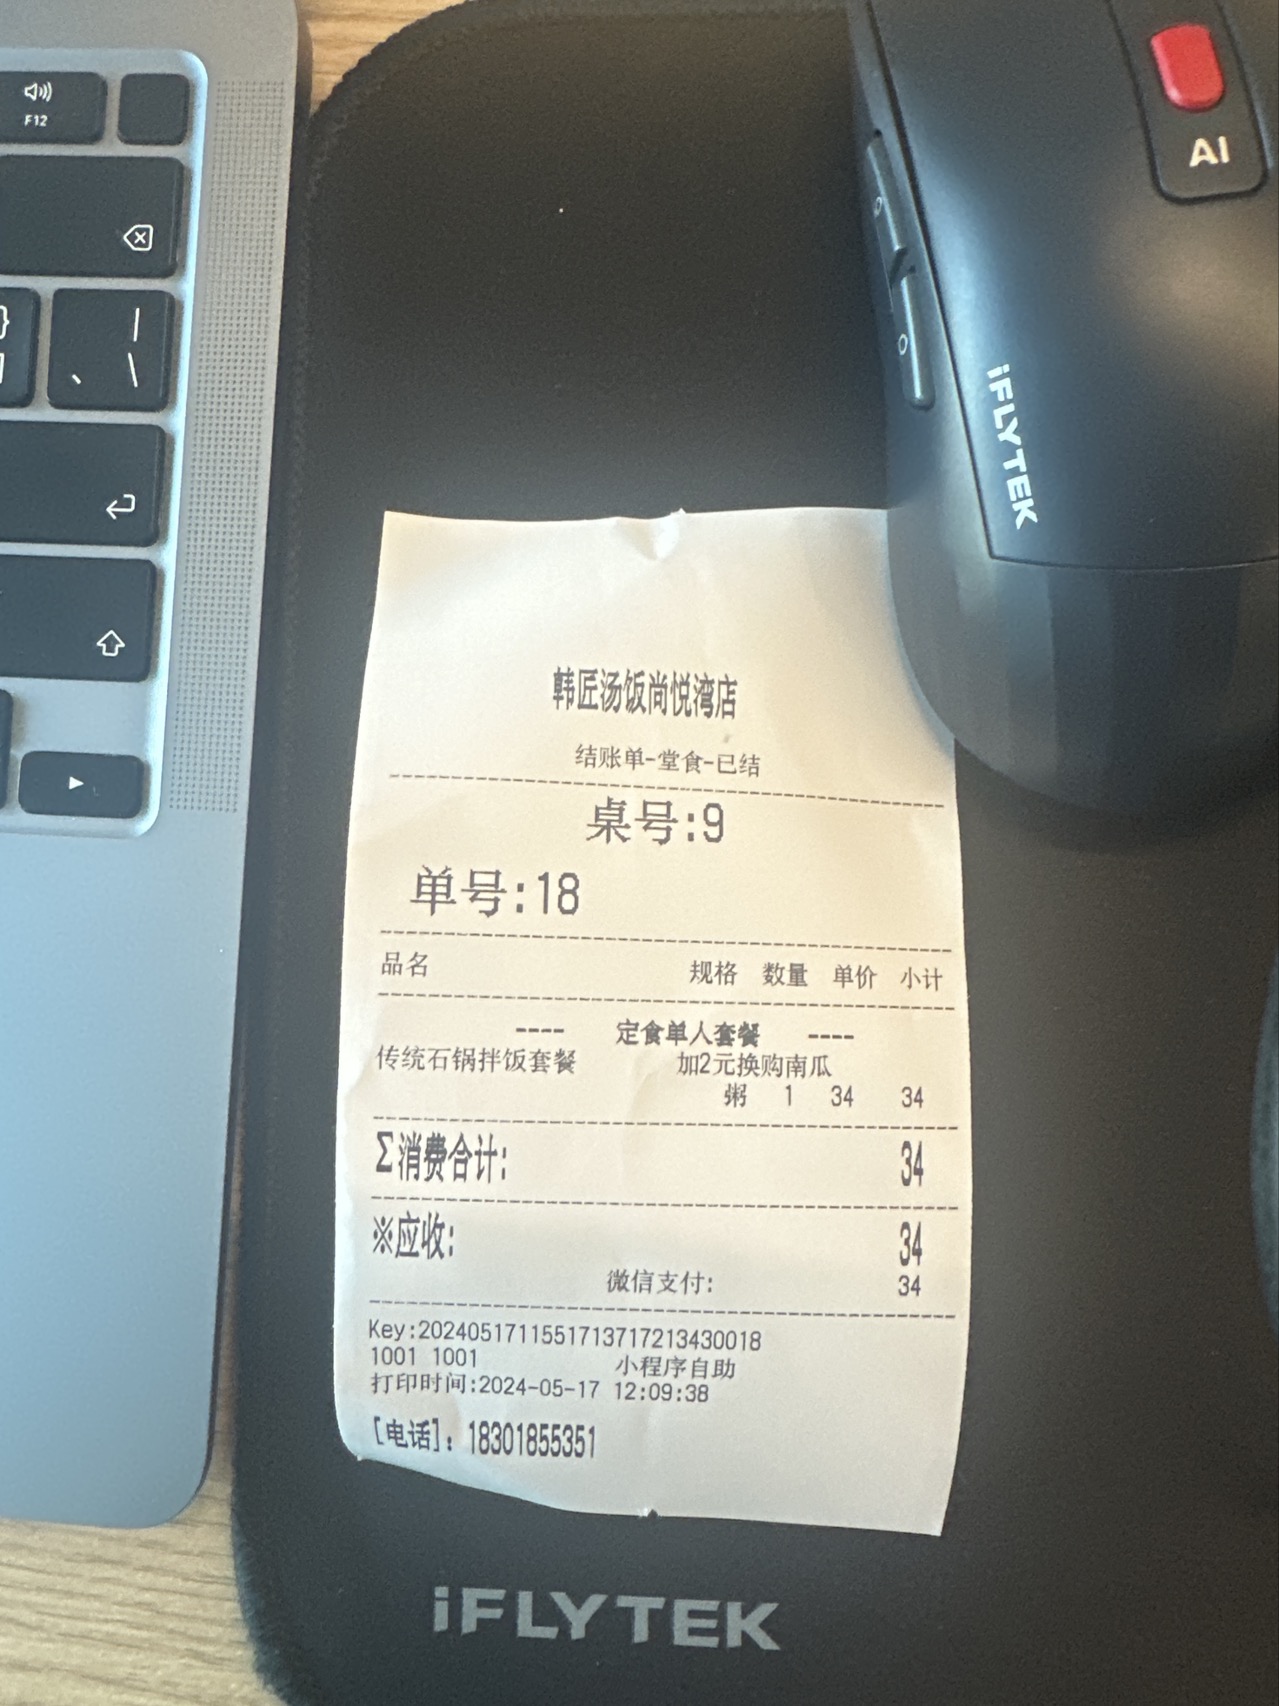 F12
}
]
|
、 \
AI
iFLYTEK
韩匠汤饭尚悦湾店
结账单-堂食-已结
桌号:9
单号:18
品名 规格 数量 单价 小计
---- 定食单人套餐 ----
传统石锅拌饭套餐 加2元换购南瓜
粥 1 34 34
Σ消费合计: 34
※应收: 34
微信支付: 34
Key:20240517115517137172134300​18
1001 1001 小程序自助
打印时间:2024-05-17 12:09:38
[电话]: 18301855351
iFLYTEK